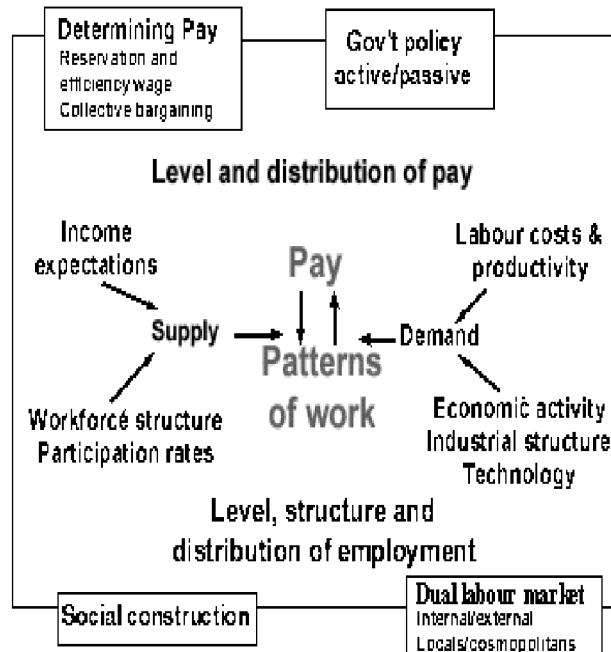 Determining Pay
Reservation and
efficiency wage
Collective bargaining
Gov't policy
active/passive
Level and distribution of pay
Income
expectations
Labour costs &
productivity
Pay
Supply
Demand
Patterns
of work
Workforce structure
Participation rates
Economic activity
Industrial structure
Technology
Level, structure and
distribution of employment
Social construction
Dual labour market
Internal/external
Locals/cosmopolitans